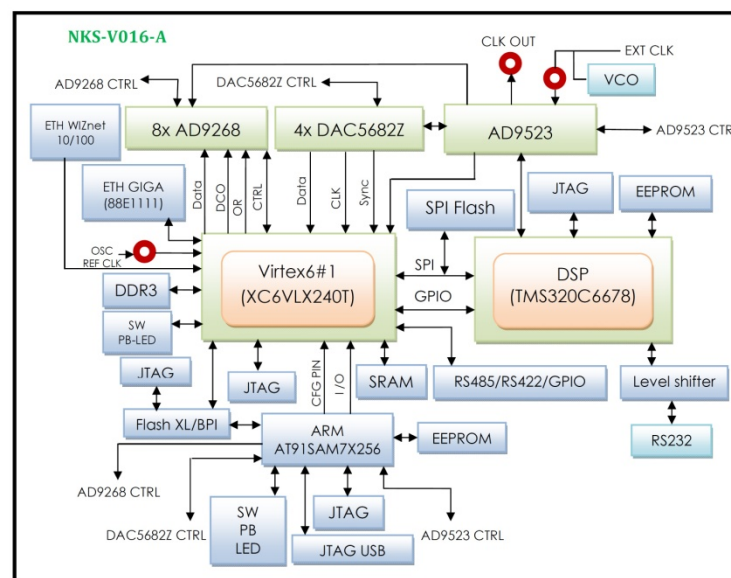 NKS-V016-A
CLK OUT
EXT CLK
VCO
AD9268 CTRL
DAC5682Z CTRL
ETH WIZnet
10/100
8x AD9268
4x DAC5682Z
AD9523
AD9523 CTR
ETH GIGA
(88E1111)
Data
DCO
OR
CTRL
Data
CLK
Sync
SPI Flash
JTAG
EEPROM
OSC
REF CLK
Virtex6#1
(XC6VLX240T)
SPI
GPIO
DSP
(TMS320C6678)
DDR3
SW
PB-LED
JTAG
JTAG
CFG PIN
I/O
SRAM
RS485/RS422/GPIO
Level shifter
Flash XL/BPI
ARM
AT91SAM7X256
EEPROM
RS232
AD9268 CTRL
DAC5682Z CTRL
SW
PB
LED
JTAG
JTAG USB
AD9523 CTRL